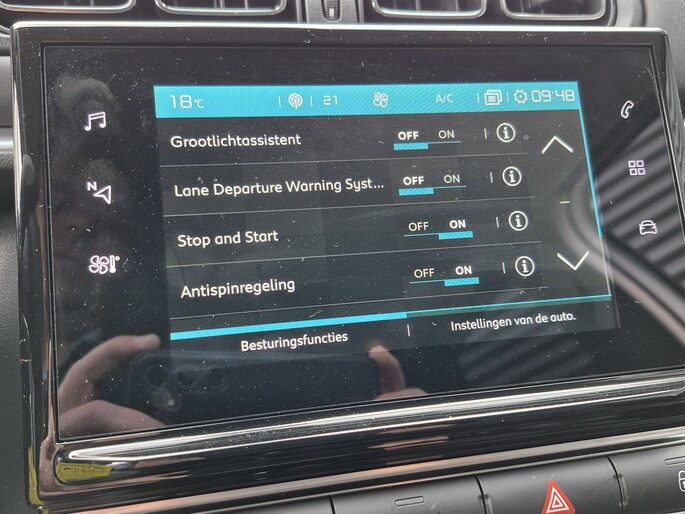 18°C 21 A/C 09:48
Grootlichtassistent OFF ON i
Lane Departure Warning Syst... OFF ON i
Stop and Start OFF ON i
Antispinregeling OFF ON i
Besturingsfuncties Instellingen van de auto.
N